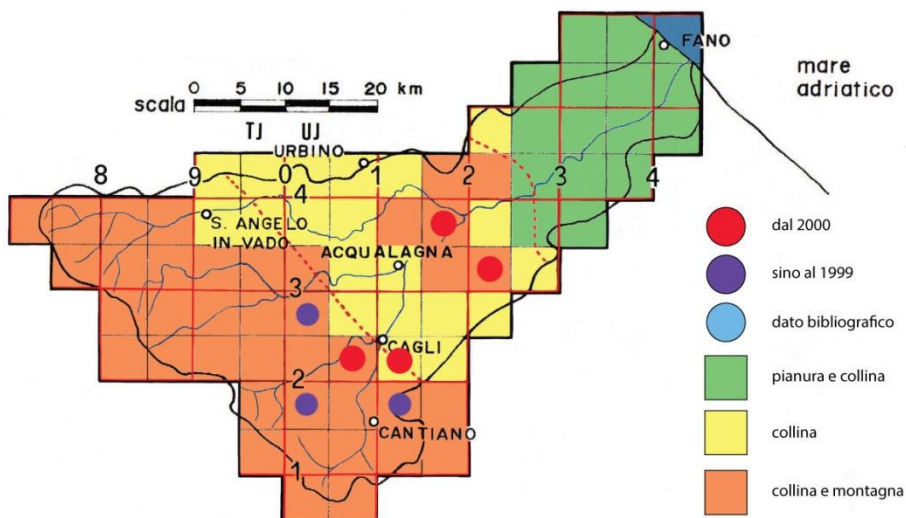 FANO
mare
adriatico
scala 0 5 10 15 20 km
TJ UJ
URBINO
8 9 0 1 2 3 4
4
S. ANGELO
IN VADO
ACQUALAGNA
3
CAGLI
2
CANTIANO
1
dal 2000
sino al 1999
dato bibliografico
pianura e collina
collina
collina e montagna